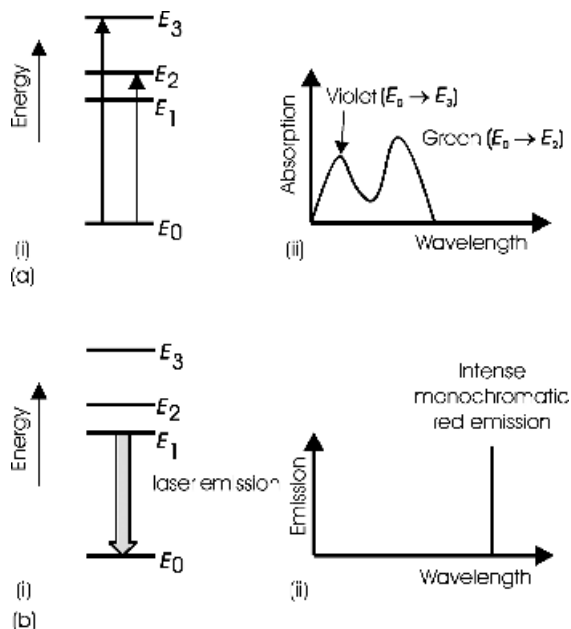 E3
E2
E1
E0
Energy
(i)
(a)
Violet (E0 → E3)
Green (E0 → E2)
Absorption
Wavelength
(ii)
E3
E2
E1
E0
Energy
laser emission
(i)
(b)
Intense
monochromatic
red emission
Emission
Wavelength
(ii)